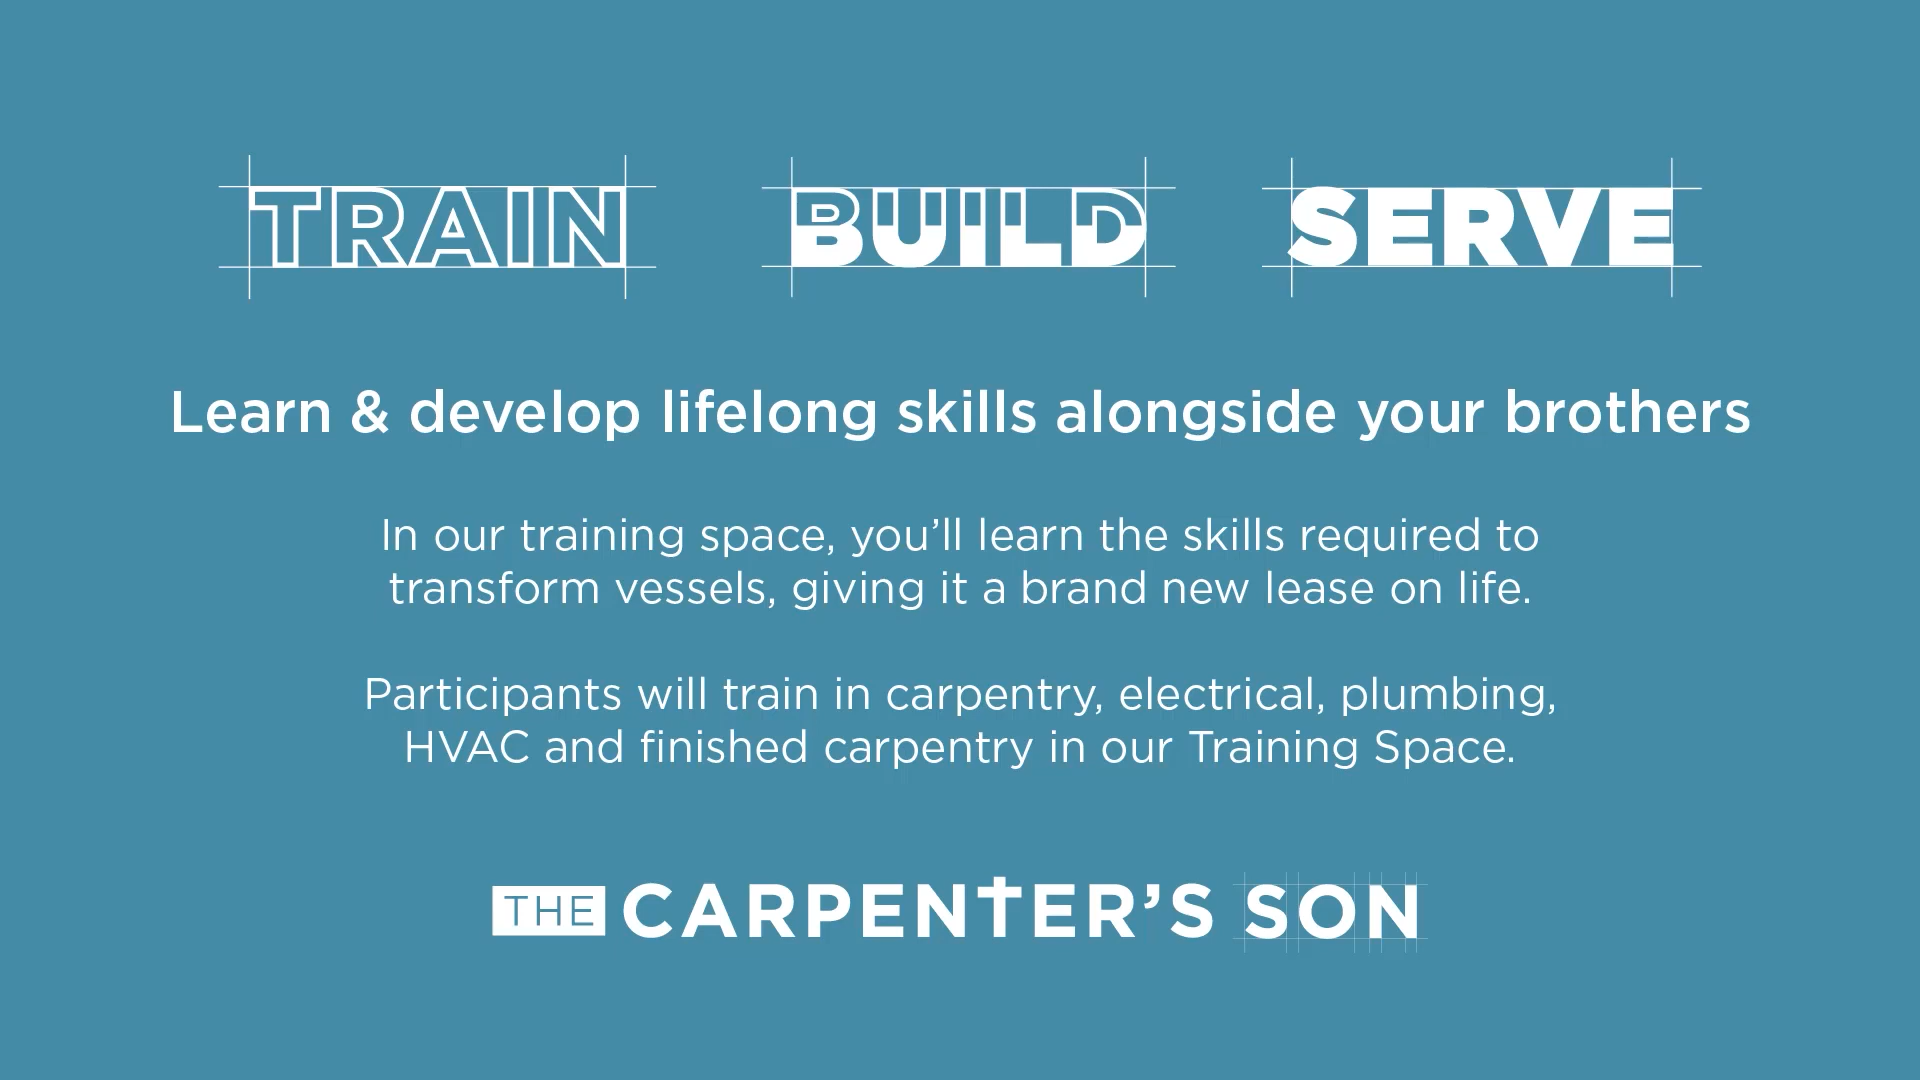 TRAIN BUILD SERVE
Learn & develop lifelong skills alongside your brothers
In our training space, you’ll learn the skills required to
transform vessels, giving it a brand new lease on life.
Participants will train in carpentry, electrical, plumbing,
HVAC and finished carpentry in our Training Space.
THE CARPENTER’S SON